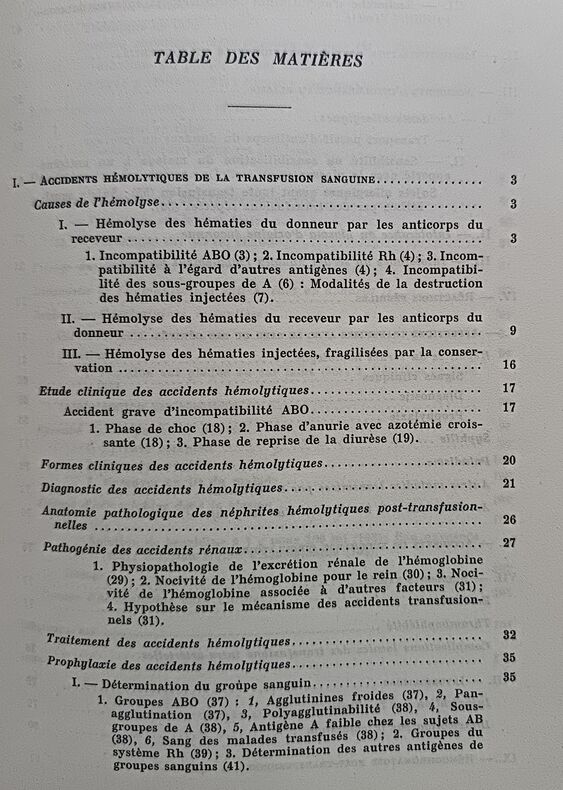 TABLE DES MATIÈRES
I. — ACCIDENTS HÉMOLYTIQUES DE LA TRANSFUSION SANGUINE............... 3
Causes de l'hémolyse............................................. 3
I. — Hémolyse des hématies du donneur par les anticorps du
receveur .................................................. 3
1. Incompatibilité ABO (3) ; 2. Incompatibilité Rh (4) ; 3. Incom-
patibilité à l'égard d'autres antigènes (4) ; 4. Incompatibi-
lité des sous-groupes de A (6) : Modalités de la destruction
des hématies injectées (7).
II. — Hémolyse des hématies du receveur par les anticorps du
donneur .................................................. 9
III. — Hémolyse des hématies injectées, fragilisées par la conser-
vation .................................................. 16
Etude clinique des accidents hémolytiques........................ 17
Accident grave d'incompatibilité ABO........................ 17
1. Phase de choc (18) ; 2. Phase d'anurie avec azotémie crois-
sante (18) ; 3. Phase de reprise de la diurèse (19).
Formes cliniques des accidents hémolytiques...................... 20
Diagnostic des accidents hémolytiques............................ 21
Anatomie pathologique des néphrites hémolytiques post-transfusion-
nelles .................................................. 26
Pathogénie des accidents rénaux.................................. 27
1. Physiopathologie de l'excrétion rénale de l'hémoglobine
(29) ; 2. Nocivité de l'hémoglobine pour le rein (30) ; 3. Noci-
vité de l'hémoglobine associée à d'autres facteurs (31) ;
4. Hypothèse sur le mécanisme des accidents transfusion-
nels (31).
Traitement des accidents hémolytiques............................ 32
Prophylaxie des accidents hémolytiques........................... 35
I. — Détermination du groupe sanguin........................ 35
1. Groupes ABO (37) : 1, Agglutinines froides (37), 2, Pan-
agglutination (37), 3, Polyagglutinabilité (38), 4, Sous-
groupes de A (38), 5, Antigène A faible chez les sujets AB
(38), 6, Sang des malades transfusés (38) ; 2. Groupes du
système Rh (39) ; 3. Détermination des autres antigènes de
groupes sanguins (41).